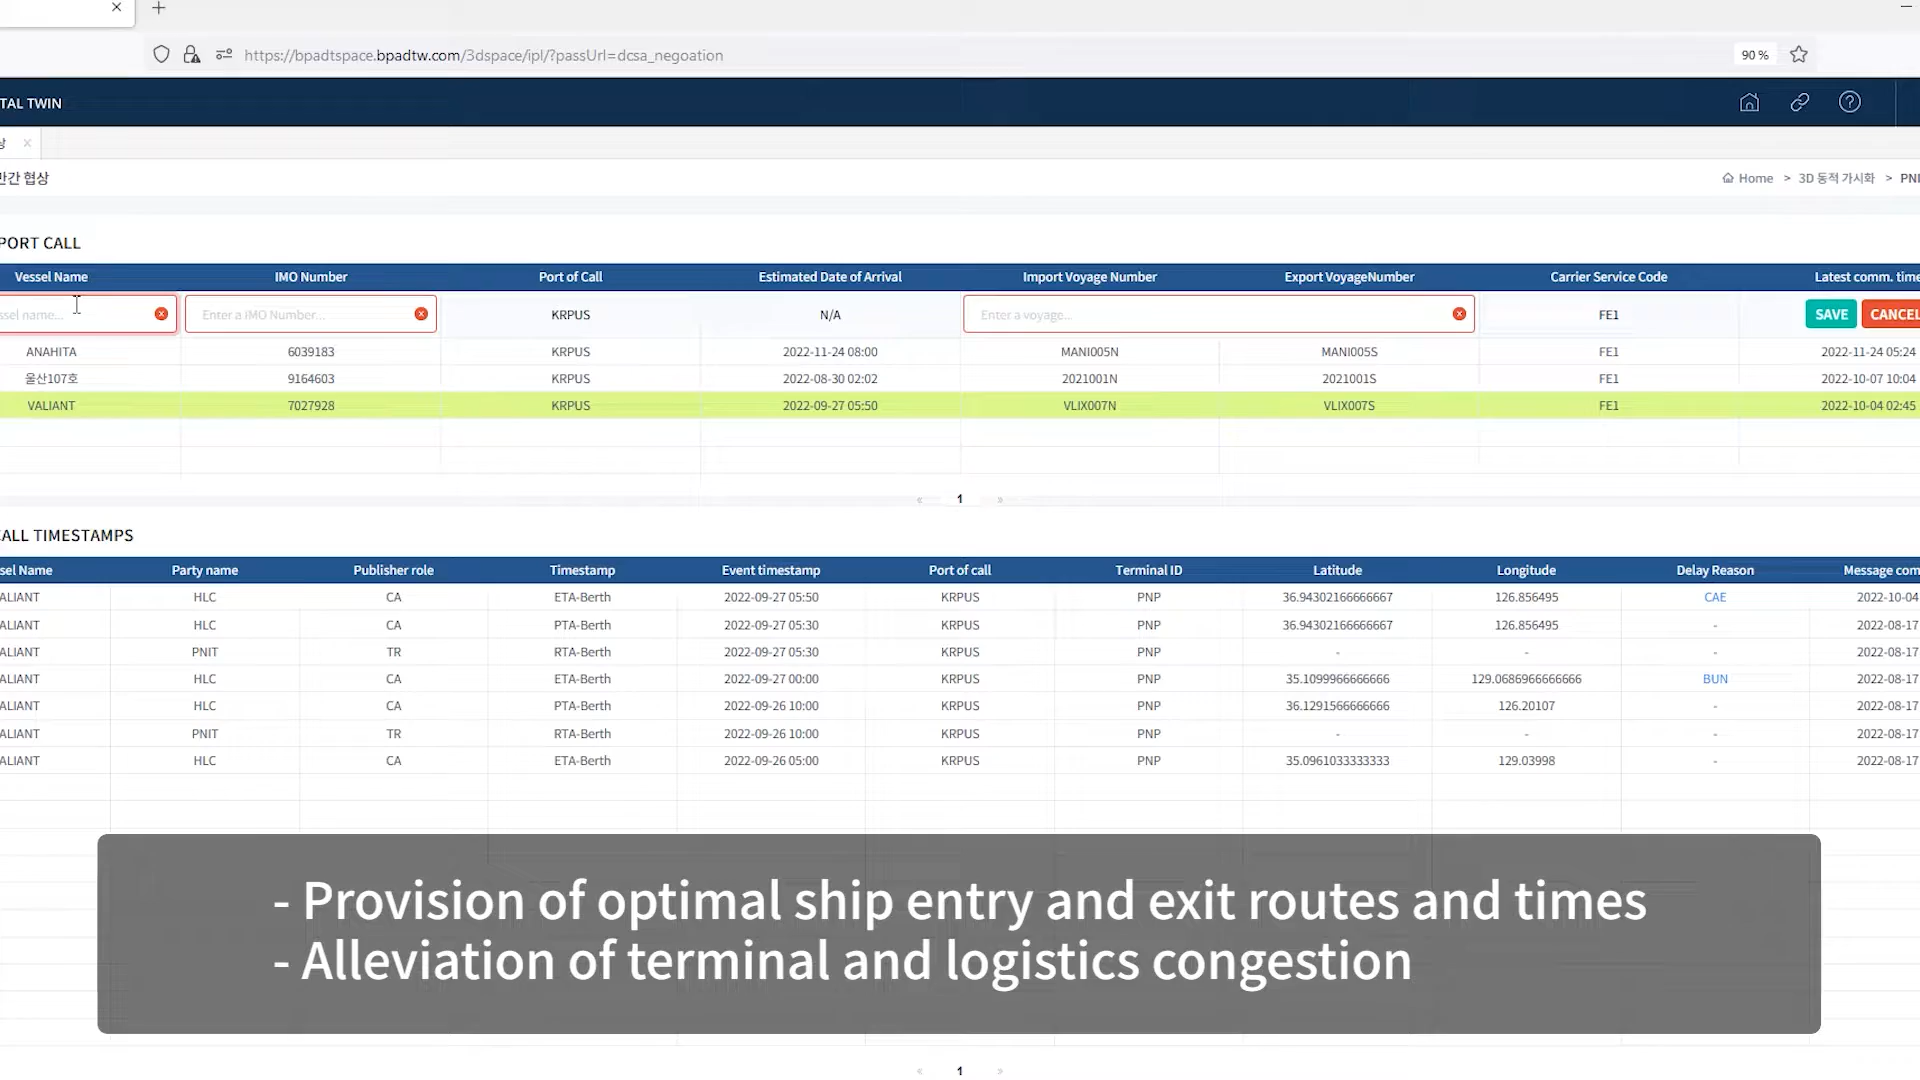 https://bpadtspace.bpadtw.com/3dspace/ipl/?passUrl=dcsa_negoation 90%
TAL TWIN
상
만간 협상 Home > 3D 동적 가시화 > PNI
PORT CALL
Vessel Name IMO Number Port of Call Estimated Date of Arrival Import Voyage Number Export VoyageNumber Carrier Service Code Latest comm. time
ssel name... Enter a IMO Number... KRPUS N/A Enter a voyage... FE1 SAVE CANCEL
ANAHITA 6039183 KRPUS 2022-11-24 08:00 MANI005N MANI005S FE1 2022-11-24 05:24
울산107호 9164603 KRPUS 2022-08-30 02:02 2021001N 2021001S FE1 2022-10-07 10:04
VALIANT 7027928 KRPUS 2022-09-27 05:50 VLIX007N VLIX007S FE1 2022-10-04 02:45
« 1 »
CALL TIMESTAMPS
sel Name Party name Publisher role Timestamp Event timestamp Port of call Terminal ID Latitude Longitude Delay Reason Message com
ALIANT HLC CA ETA-Berth 2022-09-27 05:50 KRPUS PNP 36.94302166666667 126.856495 CAE 2022-10-04
ALIANT HLC CA PTA-Berth 2022-09-27 05:30 KRPUS PNP 36.94302166666667 126.856495 - 2022-08-17
ALIANT PNIT TR RTA-Berth 2022-09-27 05:30 KRPUS PNP - - - 2022-08-17
ALIANT HLC CA ETA-Berth 2022-09-27 00:00 KRPUS PNP 35.1099966666666 129.0686966666666 BUN 2022-08-17
ALIANT HLC CA PTA-Berth 2022-09-26 10:00 KRPUS PNP 36.1291566666666 126.20107 - 2022-08-17
ALIANT PNIT TR RTA-Berth 2022-09-26 10:00 KRPUS PNP - - - 2022-08-17
ALIANT HLC CA ETA-Berth 2022-09-26 05:00 KRPUS PNP 35.0961033333333 129.03998 - 2022-08-17
- Provision of optimal ship entry and exit routes and times
- Alleviation of terminal and logistics congestion
« 1 »